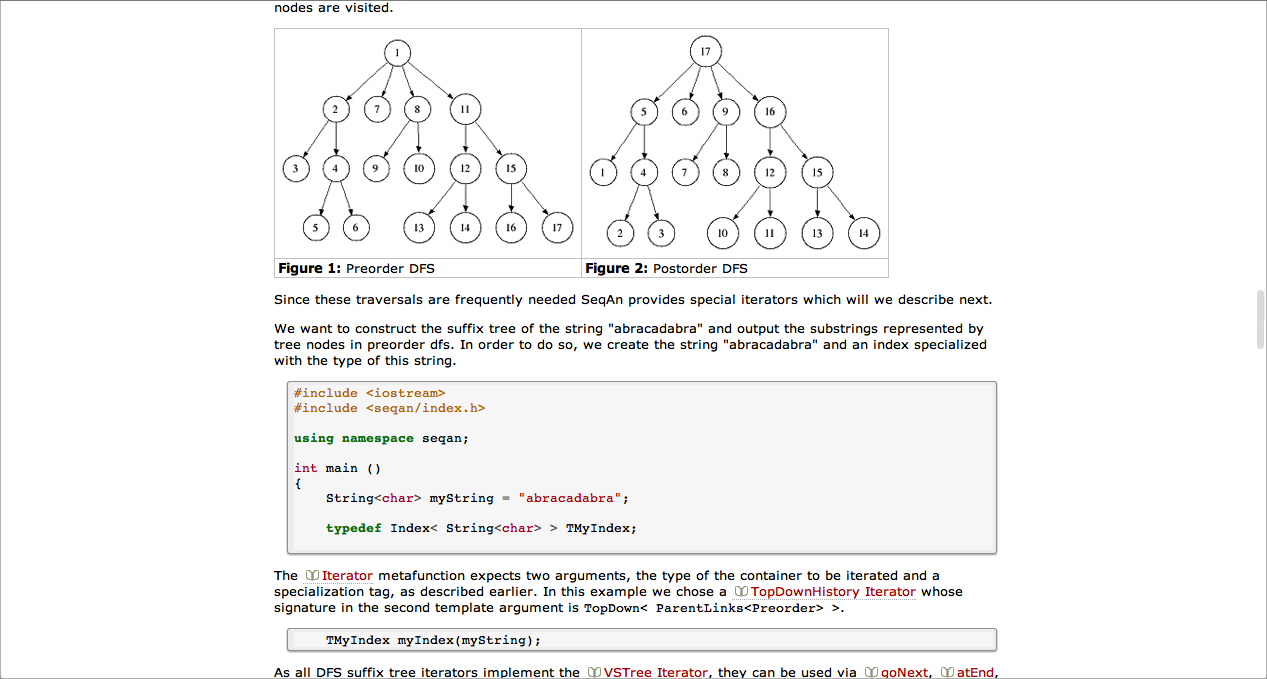 nodes are visited.
1
2 7 8 11
3 4 9 10 12 15
5 6 13 14 16 17
17
5 6 9 16
1 4 7 8 12 15
2 3 10 11 13 14
Figure 1: Preorder DFS
Figure 2: Postorder DFS
Since these traversals are frequently needed SeqAn provides special iterators which will we describe next.
We want to construct the suffix tree of the string "abracadabra" and output the substrings represented by
tree nodes in preorder dfs. In order to do so, we create the string "abracadabra" and an index specialized
with the type of this string.
#include <iostream>
#include <seqan/index.h>
using namespace seqan;
int main ()
{
String<char> myString = "abracadabra";
typedef Index< String<char> > TMyIndex;
The Iterator metafunction expects two arguments, the type of the container to be iterated and a
specialization tag, as described earlier. In this example we chose a TopDownHistory Iterator whose
signature in the second template argument is TopDown< ParentLinks<Preorder> >.
TMyIndex myIndex(myString);
As all DFS suffix tree iterators implement the VSTree Iterator, they can be used via goNext, atEnd,